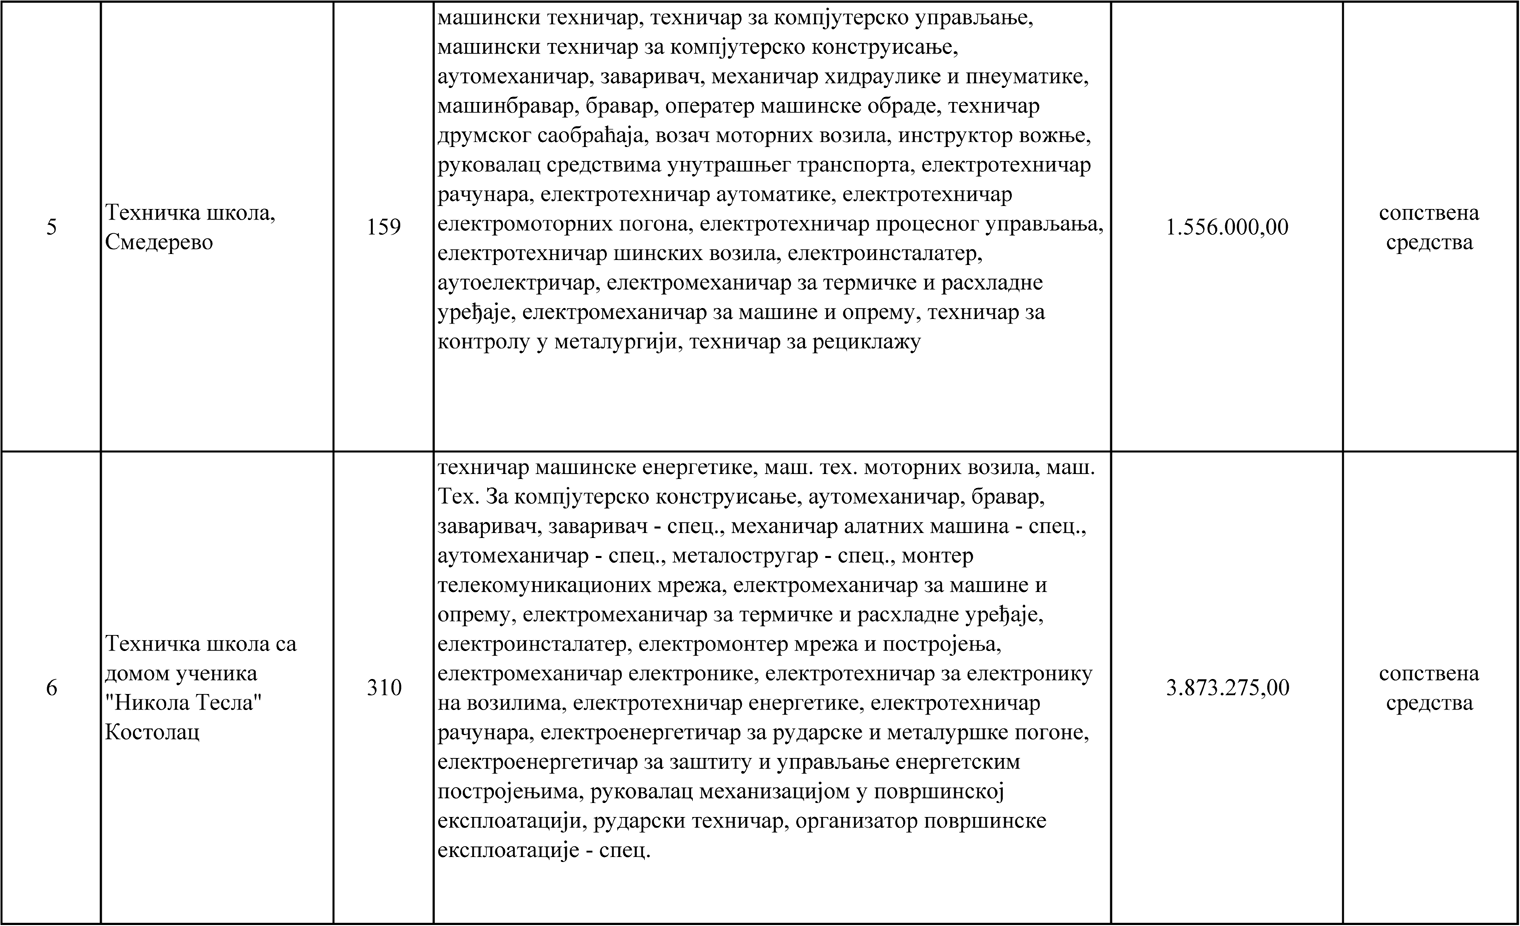 5
Техничка школа,
Смедерево
159
машински техничар, техничар за компјутерско управљање,
машински техничар за компјутерско конструисање,
аутомеханичар, заваривач, механичар хидраулике и пнеуматике,
машинбравар, бравар, оператер машинске обраде, техничар
друмског саобраћаја, возач моторних возила, инструктор вожње,
руковалац средствима унутрашњег транспорта, електротехничар
рачунара, електротехничар аутоматике, електротехничар
електромоторних погона, електротехничар процесног управљања,
електротехничар шинских возила, електроинсталатер,
аутоелектричар, електромеханичар за термичке и расхладне
уређаје, електромеханичар за машине и опрему, техничар за
контролу у металургији, техничар за рециклажу
1.556.000,00
сопствена
средства
6
Техничка школа са
домом ученика
"Никола Тесла"
Костолац
310
техничар машинске енергетике, маш. тех. моторних возила, маш.
Тех. За компјутерско конструисање, аутомеханичар, бравар,
заваривач, заваривач - спец., механичар алатних машина - спец.,
аутомеханичар - спец., металостругар - спец., монтер
телекомуникационих мрежа, електромеханичар за машине и
опрему, електромеханичар за термичке и расхладне уређаје,
електроинсталатер, електромонтер мрежа и постројења,
електромеханичар електронике, електротехничар за електронику
на возилима, електротехничар енергетике, електротехничар
рачунара, електроенергетичар за рударске и металуршке погоне,
електроенергетичар за заштиту и управљање енергетским
постројењима, руковалац механизацијом у површинској
експлоатацији, рударски техничар, организатор површинске
експлоатације - спец.
3.873.275,00
сопствена
средства